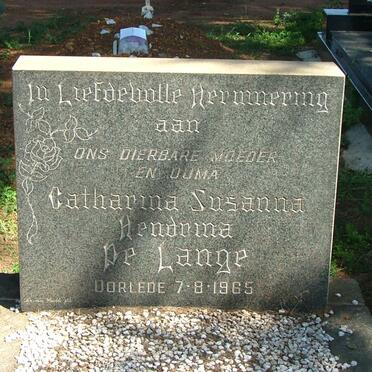 In Liefdevolle Herinnering
aan
ONS DIERBARE MOEDER
EN OUMA
Catharina Susanna
Hendrina
De Lange
OORLEDE 7-8-1965